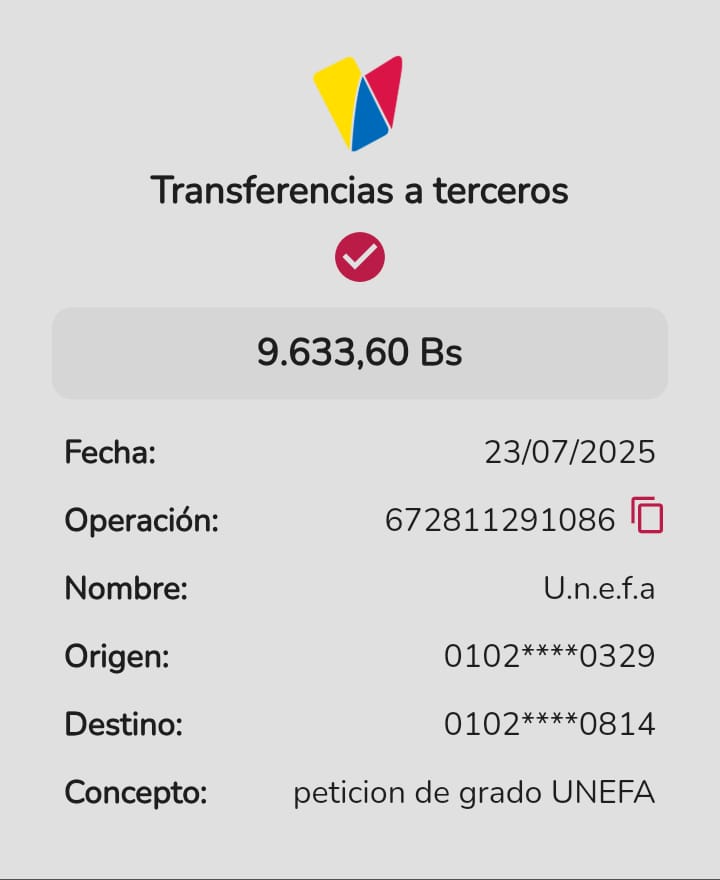 Transferencias a terceros
9.633,60 Bs
Fecha: 23/07/2025
Operación: 672811291086
Nombre: U.n.e.f.a
Origen: 0102****0329
Destino: 0102****0814
Concepto: peticion de grado UNEFA